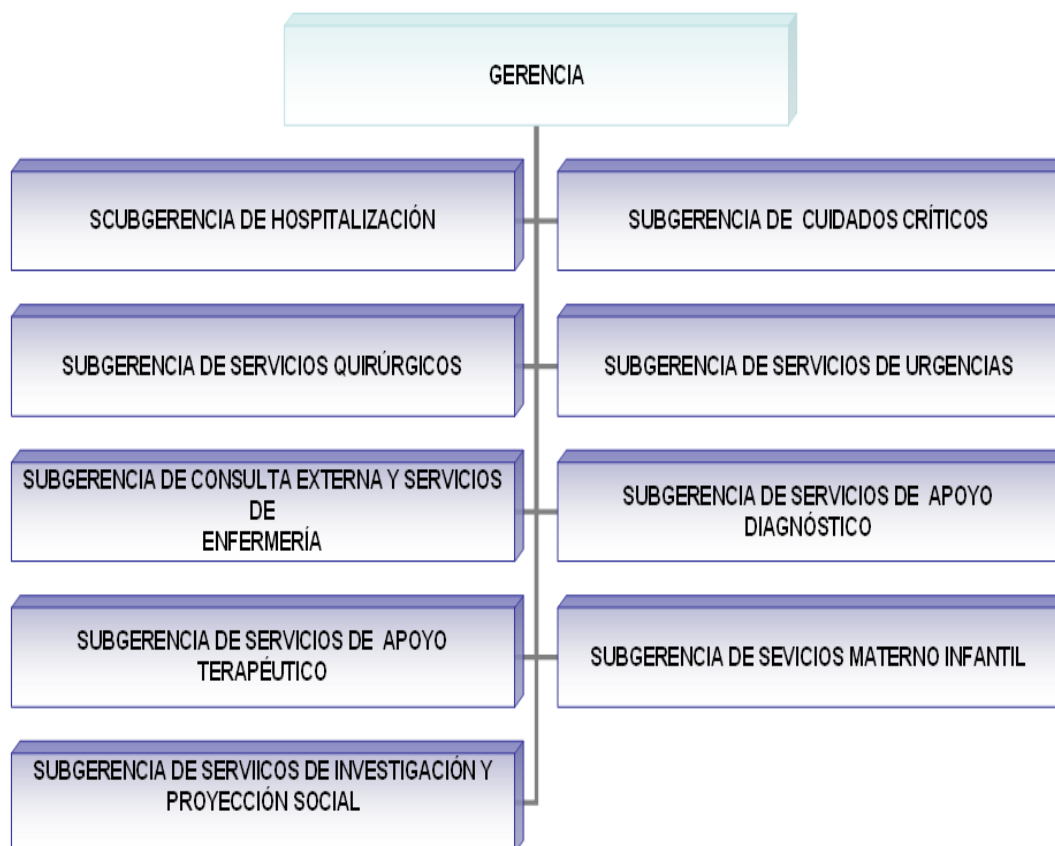 GERENCIA
SCUBGERENCIA DE HOSPITALIZACIÓN
SUBGERENCIA DE CUIDADOS CRÍTICOS
SUBGERENCIA DE SERVICIOS QUIRÚRGICOS
SUBGERENCIA DE SERVICIOS DE URGENCIAS
SUBGERENCIA DE CONSULTA EXTERNA Y SERVICIOS
DE
ENFERMERÍA
SUBGERENCIA DE SERVICIOS DE APOYO
DIAGNÓSTICO
SUBGERENCIA DE SERVICIOS DE APOYO
TERAPÉUTICO
SUBGERENCIA DE SEVICIOS MATERNO INFANTIL
SUBGERENCIA DE SERVIICOS DE INVESTIGACIÓN Y
PROYECCIÓN SOCIAL